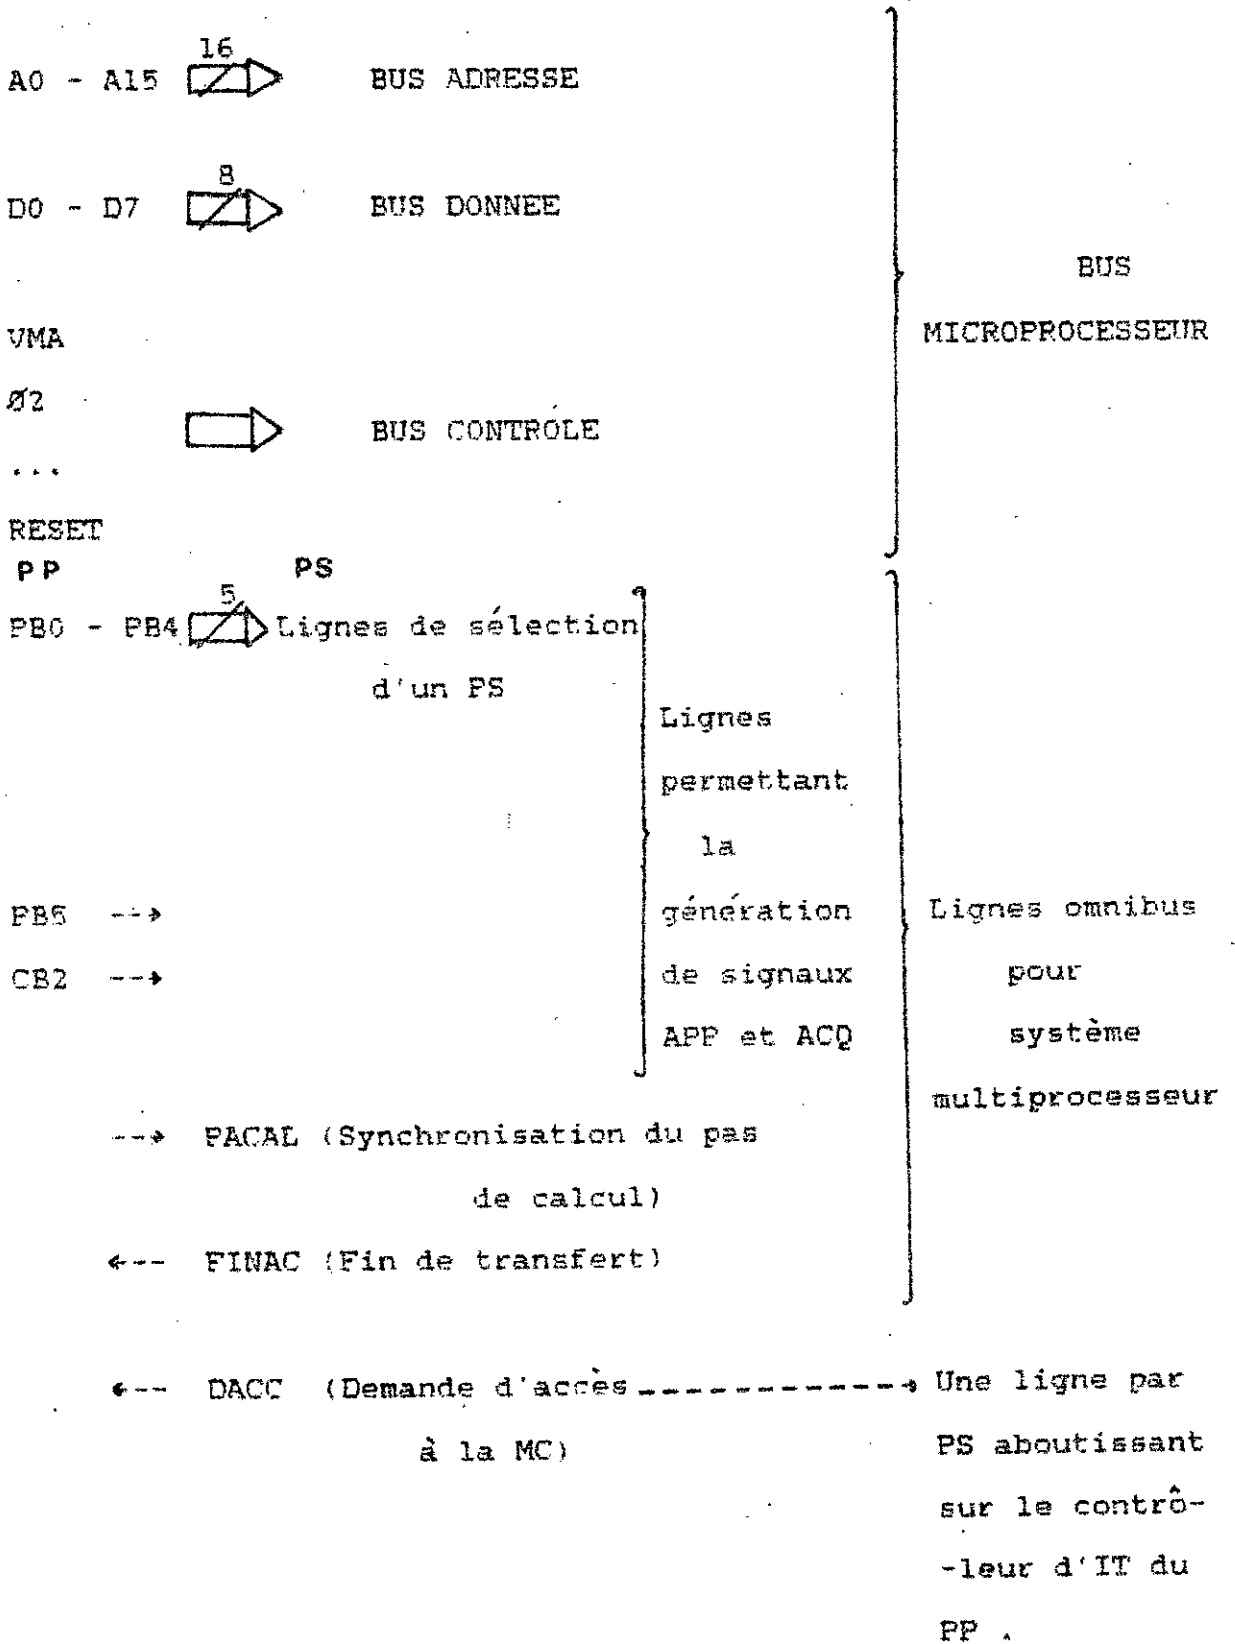 16
A0 - A15 BUS ADRESSE
8
D0 - D7 BUS DONNEE
BUS
MICROPROCESSEUR
VMA
Ø2
BUS CONTRÓLE
...
RESET
PP PS
5
PB0 - PB4 Lignes de sélection
d'un PS
Lignes
permettant
la
PB5 génération
Lignes omnibus
CB2 de signaux
pour
APP et ACQ
système
multiprocesseur
PACAL (Synchronisation du pas
de calcul)
FINAC (Fin de transfert)
DACC (Demande d'accès Une ligne par
à la MC) PS aboutissant
sur le contrô-
-leur d'IT du
PP .